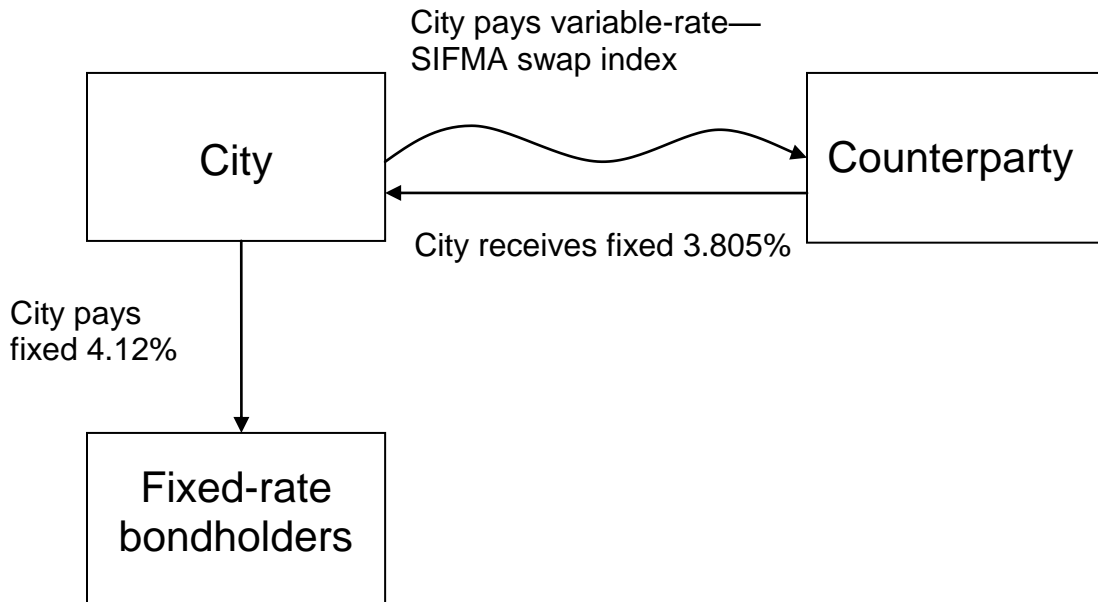 City pays variable-rate—
SIFMA swap index
City
Counterparty
City receives fixed 3.805%
City pays
fixed 4.12%
Fixed-rate
bondholders